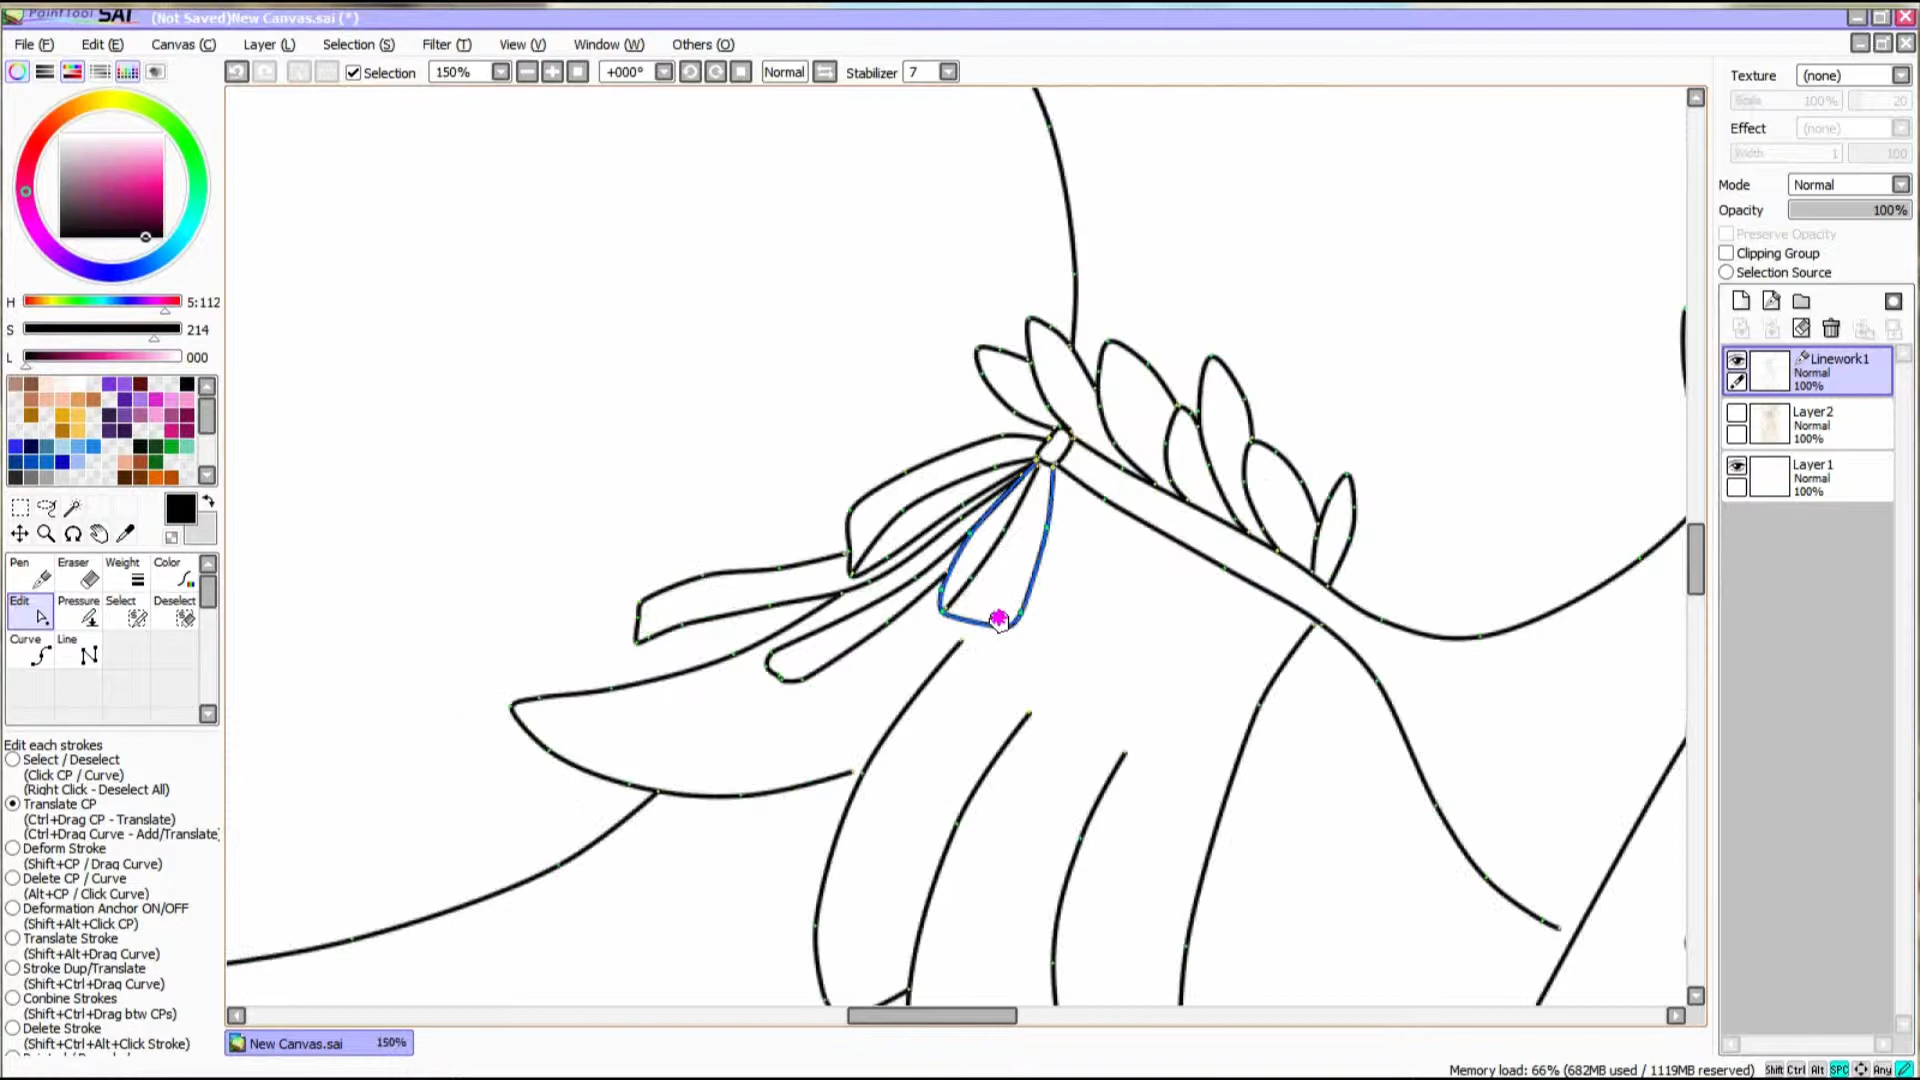 PaintTool SAI (Not Saved)New Canvas.sai (*)
File (F) Edit (E) Canvas (C) Layer (L) Selection (S) Filter (T) View (V) Window (W) Others (O)
Selection 150% +000° Normal Stabilizer 7
Texture (none)
Scale 100% 20
Effect (none)
Width 1 100
Mode Normal
Opacity 100%
Preserve Opacity
Clipping Group
Selection Source
H 5:112
S 214
L 000
Linework1
Normal
100%
Layer2
Normal
100%
Layer1
Normal
100%
Pen Eraser Weight Color
Edit Pressure Select Deselect
Curve Line
Edit each strokes
Select / Deselect
(Click CP / Curve)
(Right Click - Deselect All)
Translate CP
(Ctrl+Drag CP - Translate)
(Ctrl+Drag Curve - Add/Translate)
Deform Stroke
(Shift+CP / Drag Curve)
Delete CP / Curve
(Alt+CP / Click Curve)
Deformation Anchor ON/OFF
(Shift+Alt+Click CP)
Translate Stroke
(Shift+Alt+Drag Curve)
Stroke Dup/Translate
(Shift+Ctrl+Drag Curve)
Conbine Strokes
(Shift+Ctrl+Drag btw CPs)
Delete Stroke
(Shift+Ctrl+Alt+Click Stroke)
New Canvas.sai 150%
Memory load: 66% (682MB used / 1119MB reserved) Shift Ctrl Alt SPC Any